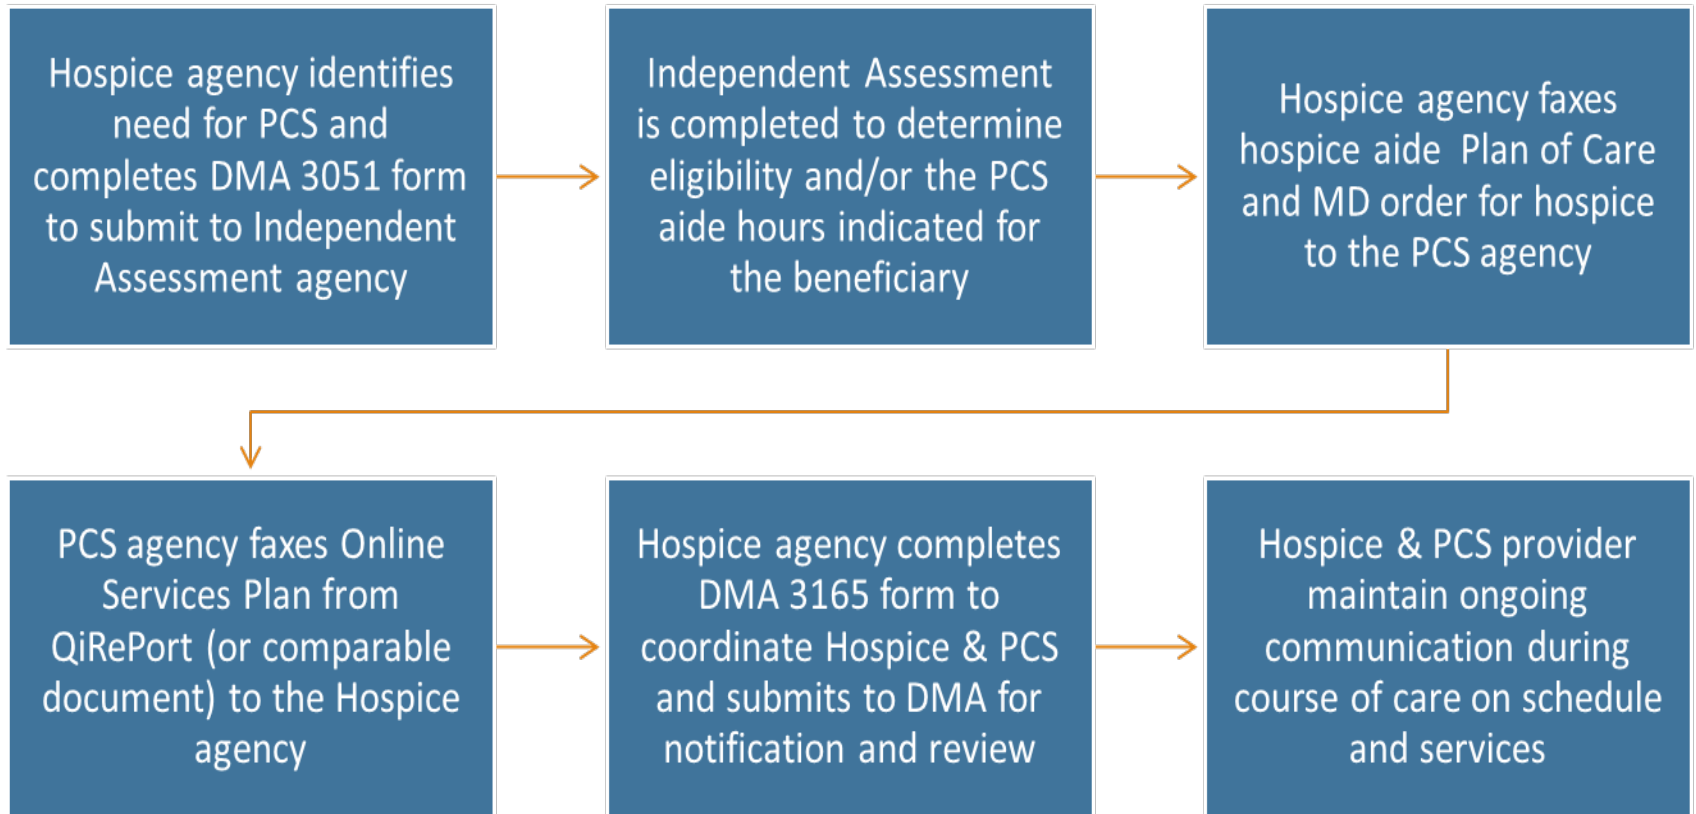 Hospice agency identifies
need for PCS and
completes DMA 3051 form
to submit to Independent
Assessment agency
Independent Assessment
is completed to determine
eligibility and/or the PCS
aide hours indicated for
the beneficiary
Hospice agency faxes
hospice aide Plan of Care
and MD order for hospice
to the PCS agency
PCS agency faxes Online
Services Plan from
QiRePort (or comparable
document) to the Hospice
agency
Hospice agency completes
DMA 3165 form to
coordinate Hospice & PCS
and submits to DMA for
notification and review
Hospice & PCS provider
maintain ongoing
communication during
course of care on schedule
and services